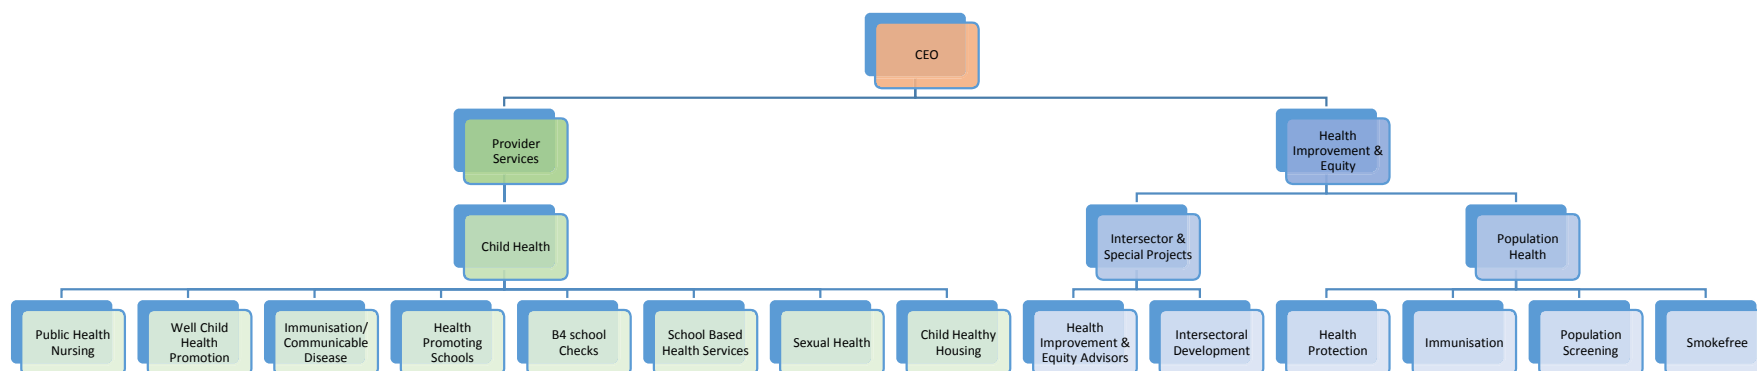 CEO
Provider
Services
Health
Improvement &
Equity
Child Health
Intersector &
Special Projects
Population
Health
Public Health
Nursing
Well Child
Health
Promotion
Immunisation/
Communicable
Disease
Health
Promoting
Schools
B4 school
Checks
School Based
Health Services
Sexual Health
Child Healthy
Housing
Health
Improvement &
Equity Advisors
Intersectoral
Development
Health
Protection
Immunisation
Population
Screening
Smokefree